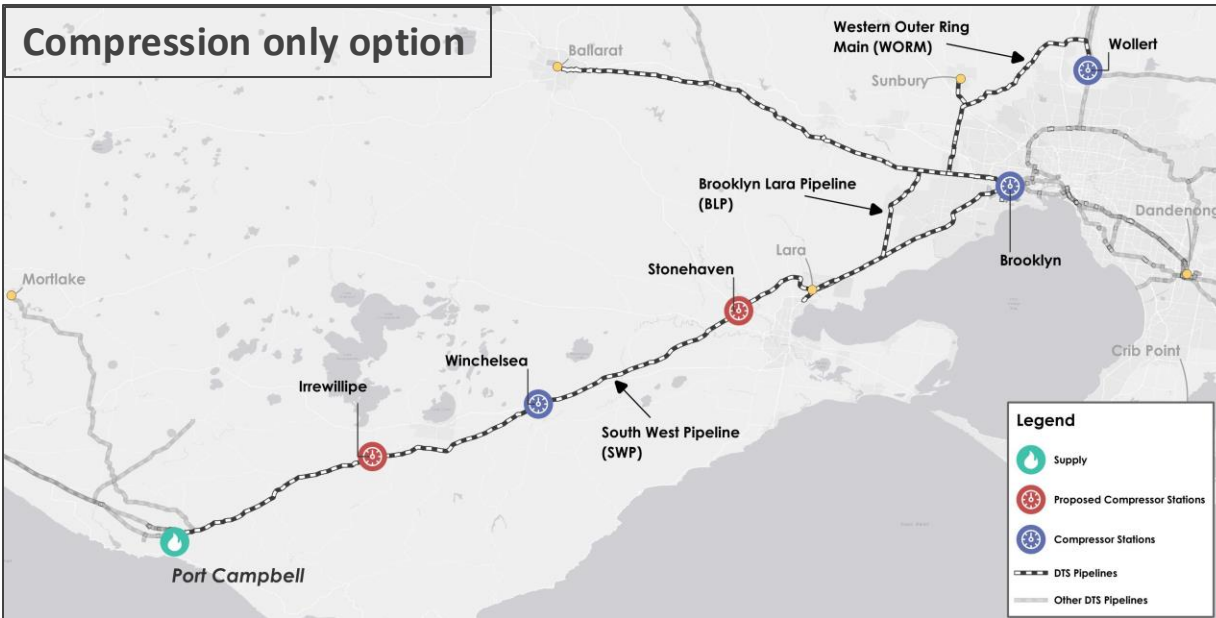 Compression only option
Ballarat
Western Outer Ring
Main (WORM)
Wollert
Sunbury
Brooklyn Lara Pipeline
(BLP)
Dandenong
Mortlake
Lara
Stonehaven
Brooklyn
Crib Point
Winchelsea
Irrewillipe
South West Pipeline
(SWP)
Port Campbell
Legend
Supply
Proposed Compressor Stations
Compressor Stations
DTS Pipelines
Other DTS Pipelines